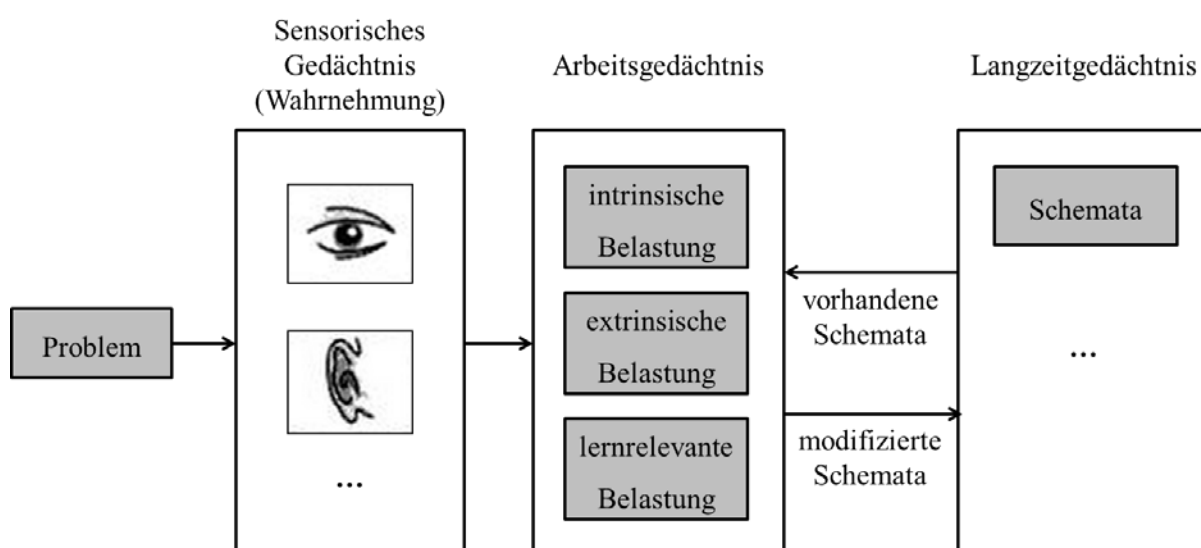 Sensorisches
Gedächtnis
(Wahrnehmung)
Arbeitsgedächtnis
Langzeitgedächtnis
Problem
...
intrinsische
Belastung
extrinsische
Belastung
lernrelevante
Belastung
vorhandene
Schemata
modifizierte
Schemata
Schemata
...